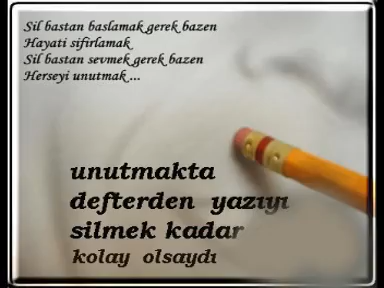 Sil bastan baslamak gerek bazen
Hayati sifirlamak
Sil bastan sevmek gerek bazen
Herseyi unutmak ...
unutmakta
defterden yazıyı
silmek kadar
kolay olsaydı